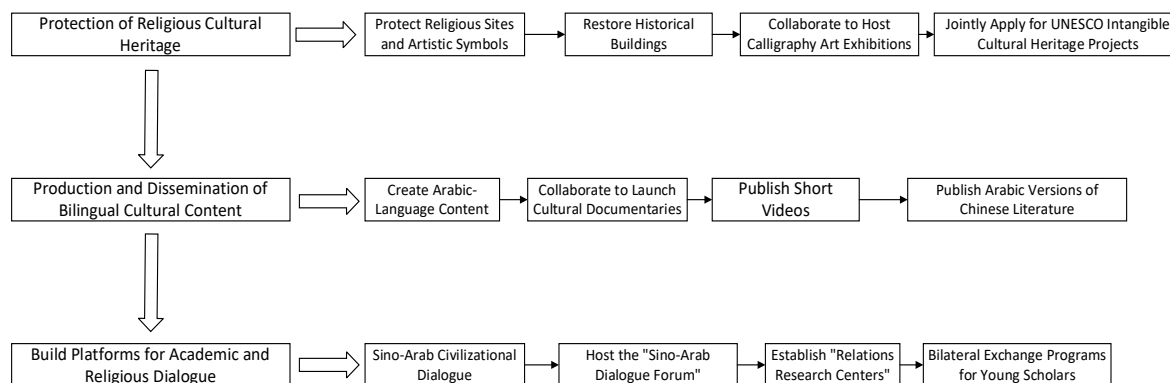 Protection of Religious Cultural
Heritage
Protect Religious Sites
and Artistic Symbols
Restore Historical
Buildings
Collaborate to Host
Calligraphy Art Exhibitions
Jointly Apply for UNESCO Intangible
Cultural Heritage Projects
Production and Dissemination of
Bilingual Cultural Content
Create Arabic-
Language Content
Collaborate to Launch
Cultural Documentaries
Publish Short
Videos
Publish Arabic Versions of
Chinese Literature
Build Platforms for Academic and
Religious Dialogue
Sino-Arab Civilizational
Dialogue
Host the "Sino-Arab
Dialogue Forum"
Establish "Relations
Research Centers"
Bilateral Exchange Programs
for Young Scholars